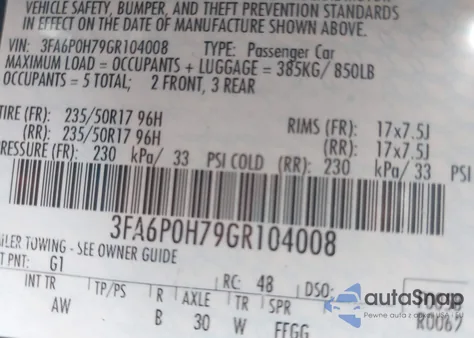 VEHICLE SAFETY, BUMPER, AND THEFT PREVENTION STANDARDS
IN EFFECT ON THE DATE OF MANUFACTURE SHOWN ABOVE.
VIN: 3FA6P0H79GR104008 TYPE: Passenger Car
MAXIMUM LOAD = OCCUPANTS + LUGGAGE = 385KG/ 850LB
OCCUPANTS = 5 TOTAL; 2 FRONT, 3 REAR
TIRE (FR): 235/50R17 96H RIMS (FR): 17x7.5J
(RR): 235/50R17 96H (RR): 17x7.5J
PRESSURE (FR): 230 kPa/ 33 PSI COLD (RR): 230 kPa/ 33 PSI
3FA6P0H79GR104008
ILER TOWING - SEE OWNER GUIDE
T PNT: G1 RC: 48 DSO:
INT TR TP/PS R AXLE TR SPR
AW B 30 W FFGG
autoSnap
Pewne auta z
R0067